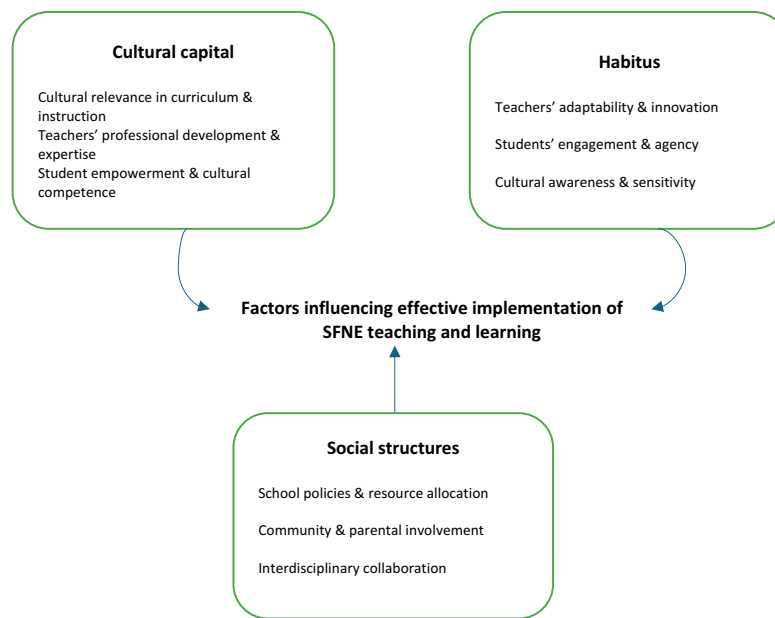 Cultural capital
Cultural relevance in curriculum &
instruction
Teachers’ professional development &
expertise
Student empowerment & cultural
competence
Habitus
Teachers’ adaptability & innovation
Students’ engagement & agency
Cultural awareness & sensitivity
Factors influencing effective implementation of
SFNE teaching and learning
Social structures
School policies & resource allocation
Community & parental involvement
Interdisciplinary collaboration